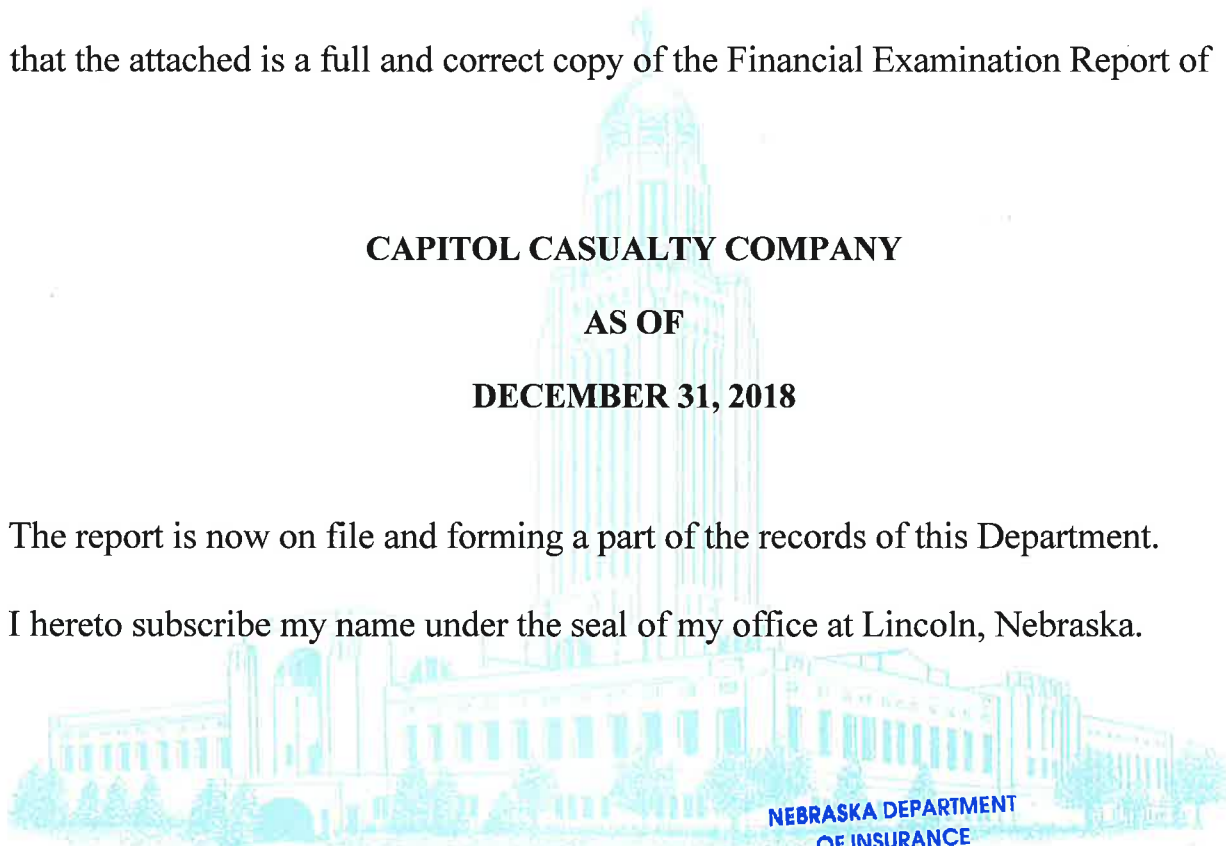 that the attached is a full and correct copy of the Financial Examination Report of
CAPITOL CASUALTY COMPANY
AS OF
DECEMBER 31, 2018
The report is now on file and forming a part of the records of this Department.
I hereto subscribe my name under the seal of my office at Lincoln, Nebraska.
NEBRASKA DEPARTMENT
OF INSURANCE